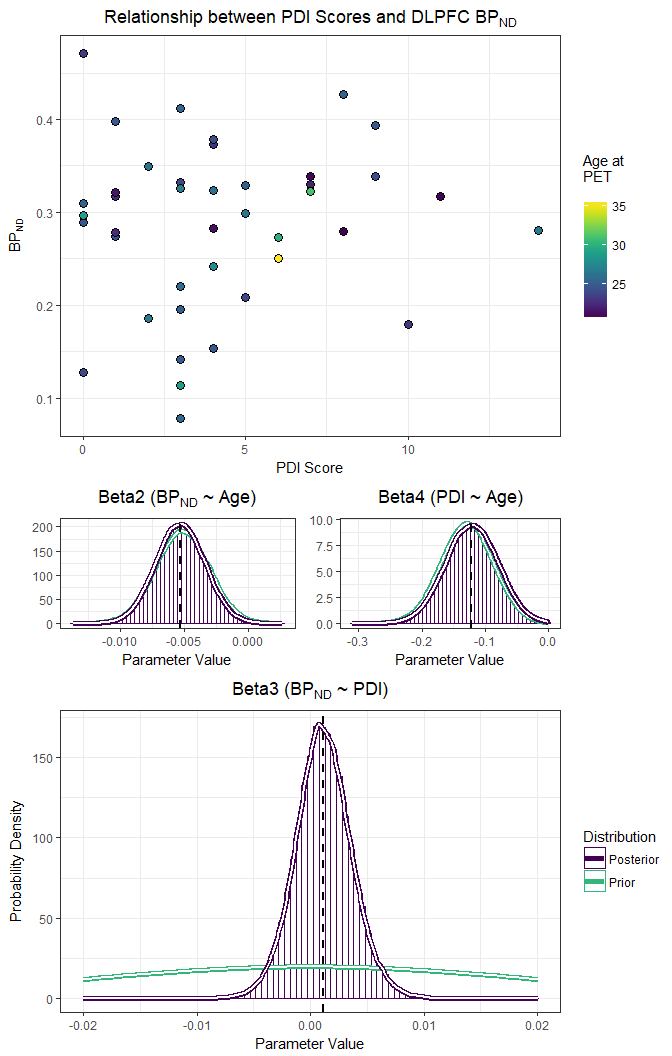 Relationship between PDI Scores and DLPFC BP_ND
BP_ND
0.4
0.3
0.2
0.1
0 5 10
PDI Score
Age at
PET
35
30
25
Beta2 (BP_ND ~ Age)
200
150
100
50
0
-0.010 -0.005 0.000
Parameter Value
Beta4 (PDI ~ Age)
10.0
7.5
5.0
2.5
0.0
-0.3 -0.2 -0.1 0.0
Parameter Value
Beta3 (BP_ND ~ PDI)
Probability Density
150
100
50
0
-0.02 -0.01 0.00 0.01 0.02
Parameter Value
Distribution
Posterior
Prior